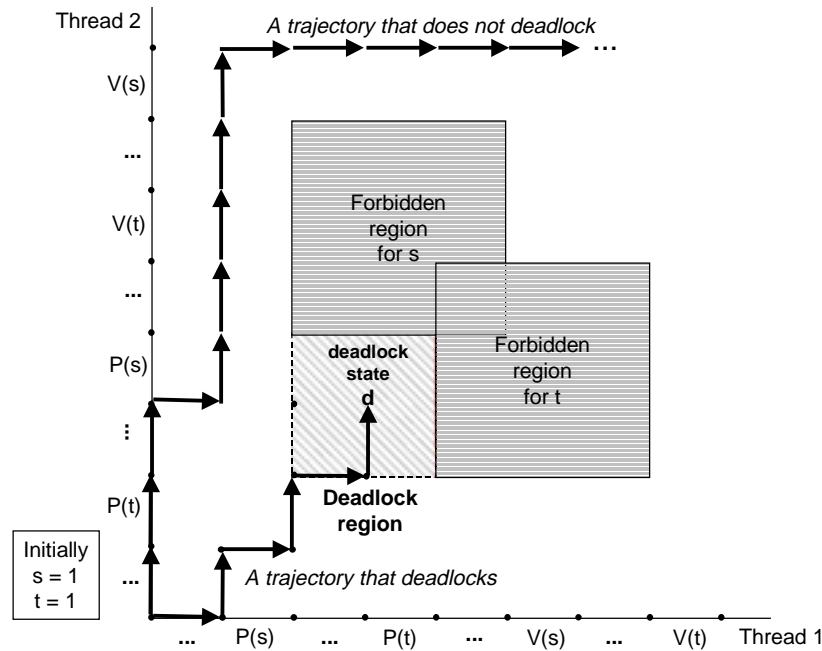 Thread 2
A trajectory that does not deadlock
...
V(s)
...
V(t)
...
P(s)
...
P(t)
...
Forbidden
region
for s
Forbidden
region
for t
deadlock
state
d
Deadlock
region
Initially
s = 1
t = 1
A trajectory that deadlocks
... P(s) ... P(t) ... V(s) ... V(t) Thread 1